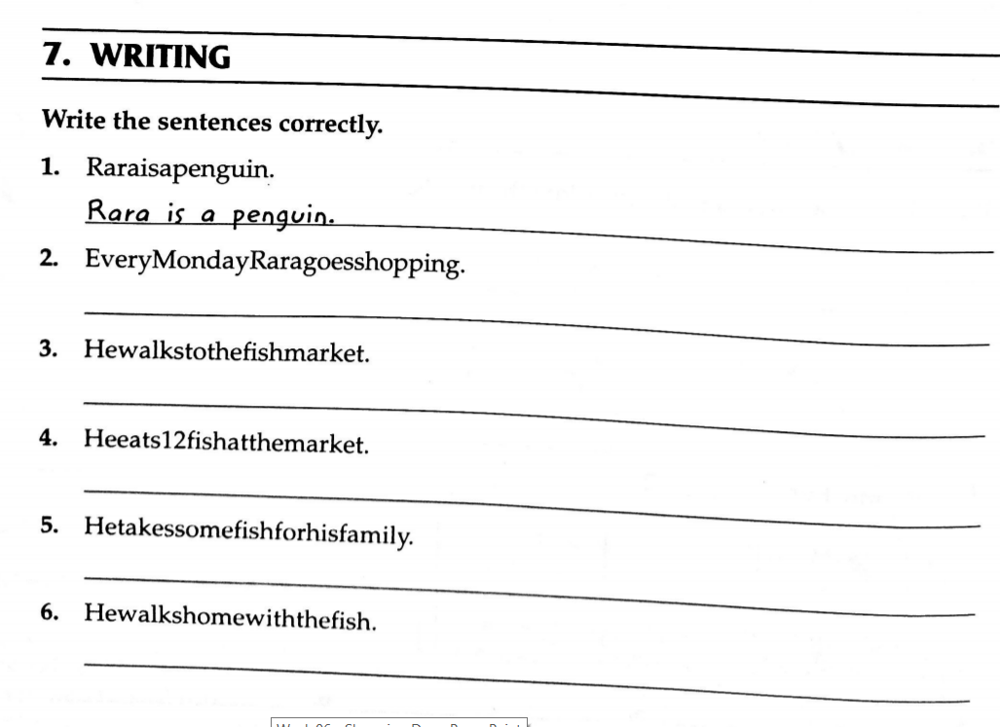 7. WRITING
Write the sentences correctly.
1. Raraisapenguin.
Rara is a penguin.
2. EveryMondayRaragoesshopping.
3. Hewalkstothefishmarket.
4. Heeats12fishatthemarket.
5. Hetakessomefishforhisfamily.
6. Hewalkshomewiththefish.